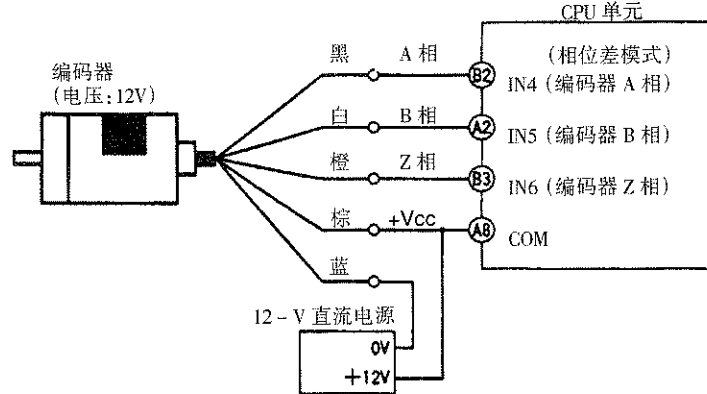 CPU 单元
(相位差模式)
编码器
(电压:12V)
黑 A 相 B2 IN4 (编码器 A 相)
白 B 相 A2 IN5 (编码器 B 相)
橙 Z 相 B3 IN6 (编码器 Z 相)
棕 +Vcc A8 COM
蓝
12-V 直流电源
0V
+12V